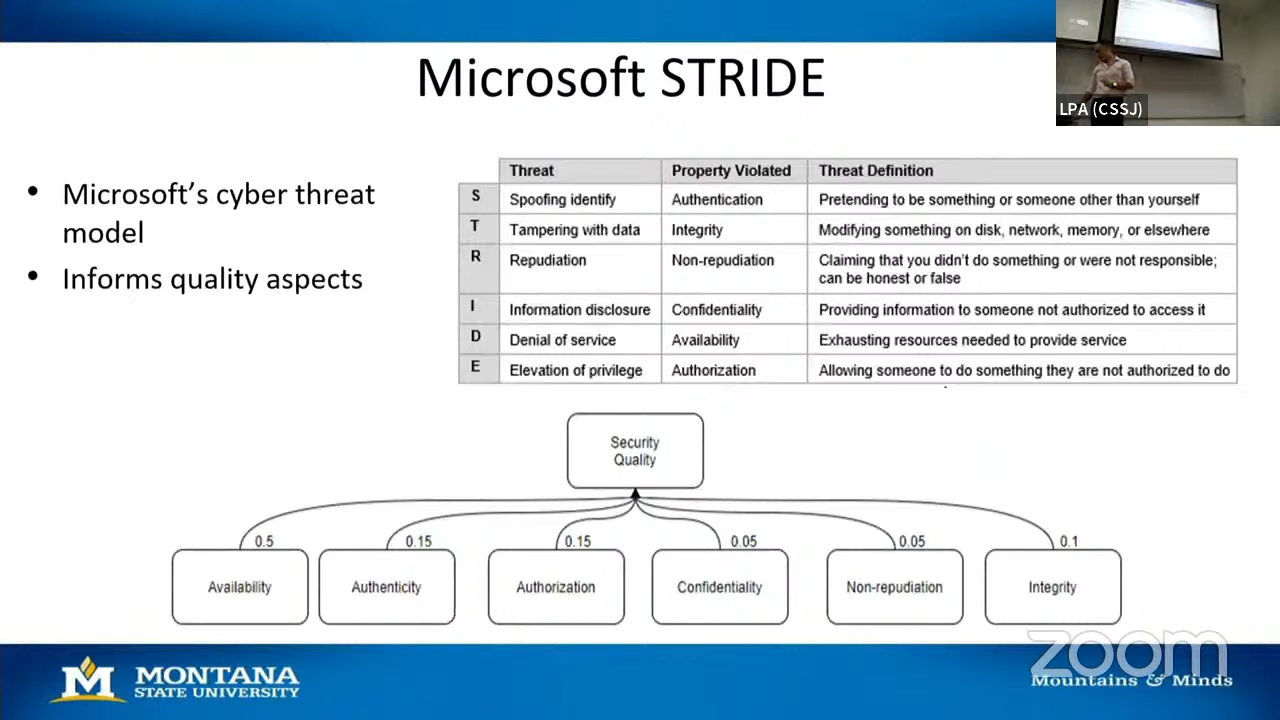 Microsoft STRIDE
LPA (CSSJ)
• Microsoft’s cyber threat
model
• Informs quality aspects
Threat Property Violated Threat Definition
S Spoofing identify Authentication Pretending to be something or someone other than yourself
T Tampering with data Integrity Modifying something on disk, network, memory, or elsewhere
R Repudiation Non-repudiation Claiming that you didn’t do something or were not responsible;
can be honest or false
I Information disclosure Confidentiality Providing information to someone not authorized to access it
D Denial of service Availability Exhausting resources needed to provide service
E Elevation of privilege Authorization Allowing someone to do something they are not authorized to do
Security
Quality
0.5 0.15 0.15 0.05 0.05 0.1
Availability Authenticity Authorization Confidentiality Non-repudiation Integrity
M MONTANA
STATE UNIVERSITY
zoom
Mountains & Minds